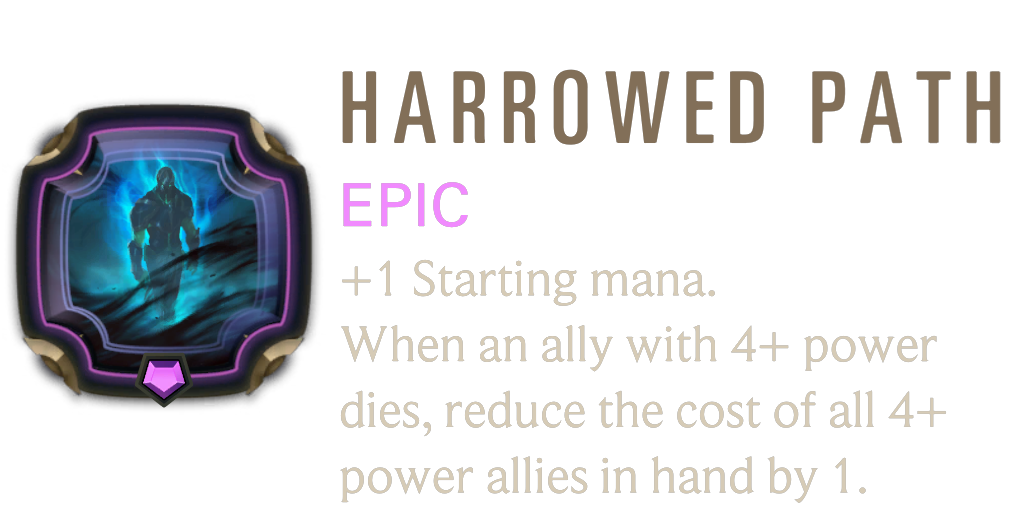 HARROWED PATH
EPIC
+1 Starting mana.
When an ally with 4+ power
dies, reduce the cost of all 4+
power allies in hand by 1.